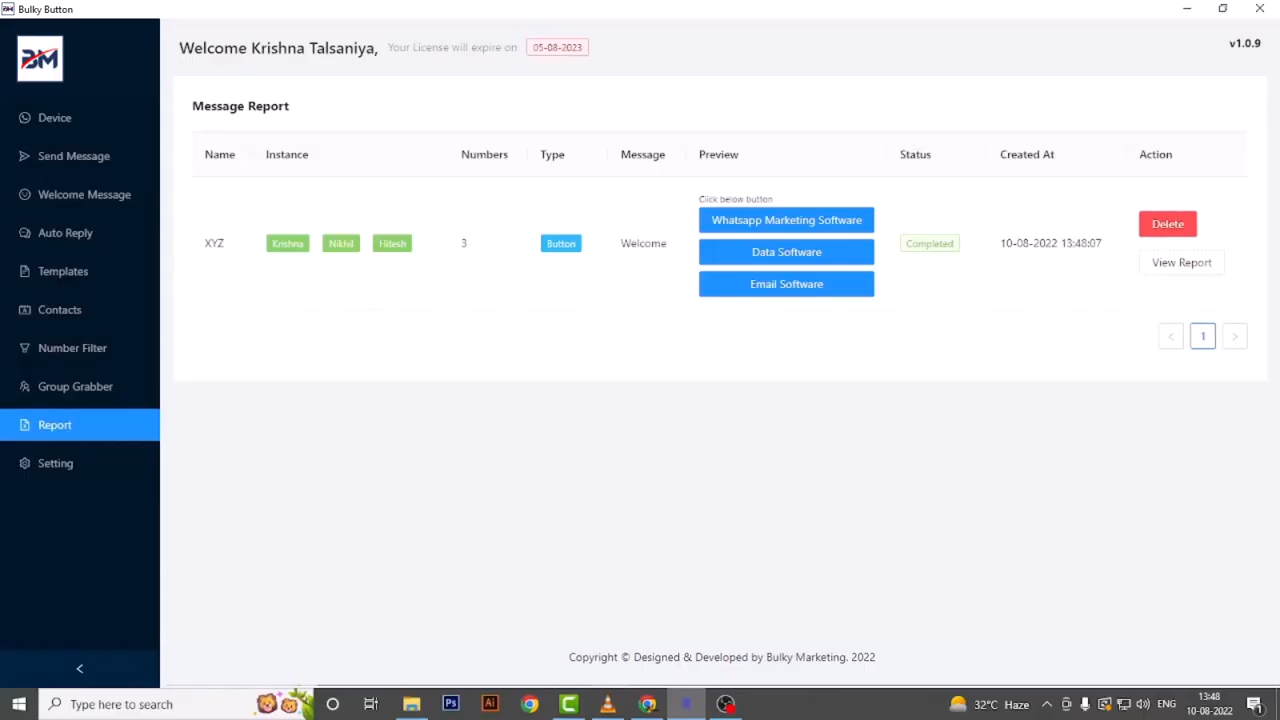 Bulky Button
BM
Welcome Krishna Talsaniya, Your License will expire on 05-08-2023
v1.0.9
Device
Send Message
Welcome Message
Auto Reply
Templates
Contacts
Number Filter
Group Grabber
Report
Setting
Message Report
Name Instance Numbers Type Message Preview Status Created At Action
Click below button
XYZ Krishna Nikhil Hitesh 3 Button Welcome
Whatsapp Marketing Software
Data Software
Email Software
Completed 10-08-2022 13:48:07
Delete
View Report
< 1 >
Copyright © Designed & Developed by Bulky Marketing. 2022
Type here to search
Ps
Ai
32°C Haze
ENG
13:48
10-08-2022
1